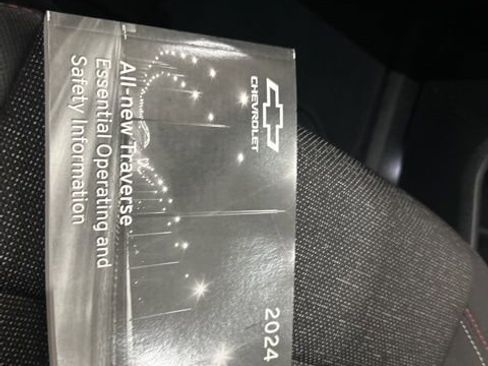 CHEVROLET
2024
All-new Traverse
Essential Operating and
Safety Information